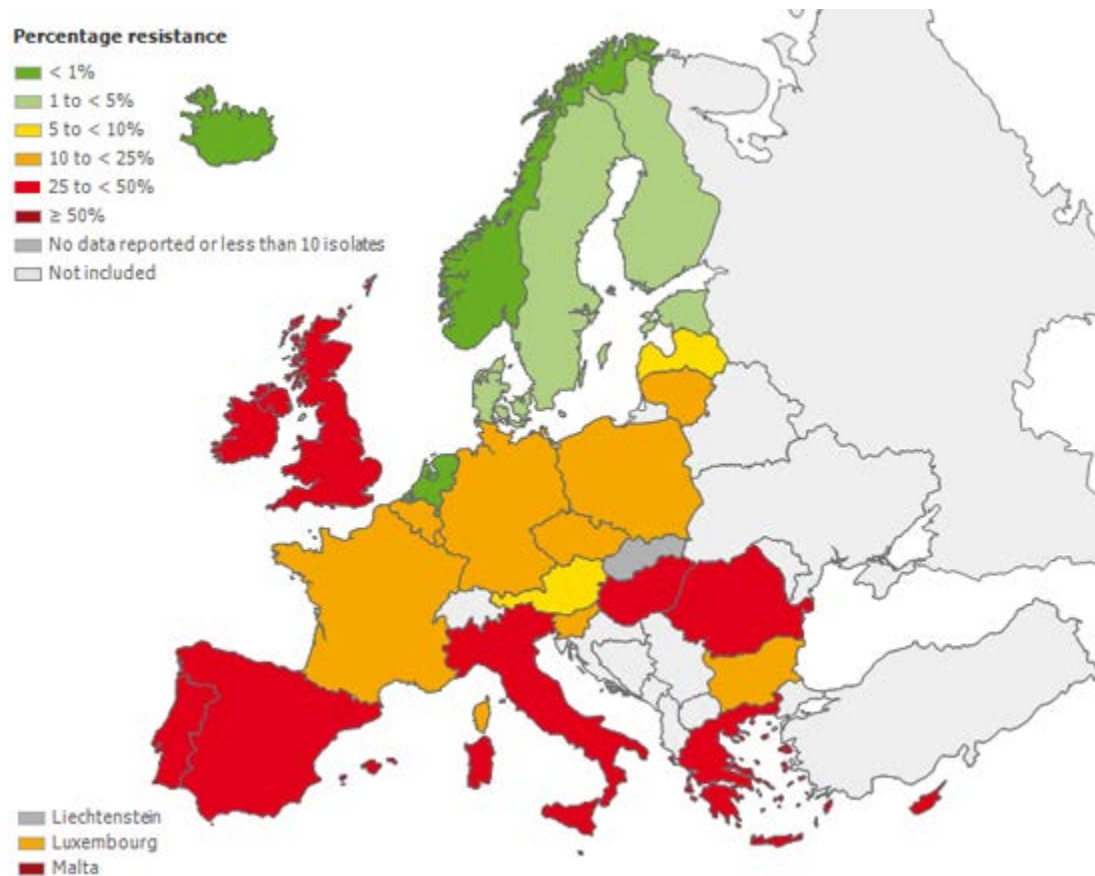 Percentage resistance
< 1%
1 to < 5%
5 to < 10%
10 to < 25%
25 to < 50%
≥ 50%
No data reported or less than 10 isolates
Not included
Liechtenstein
Luxembourg
Malta